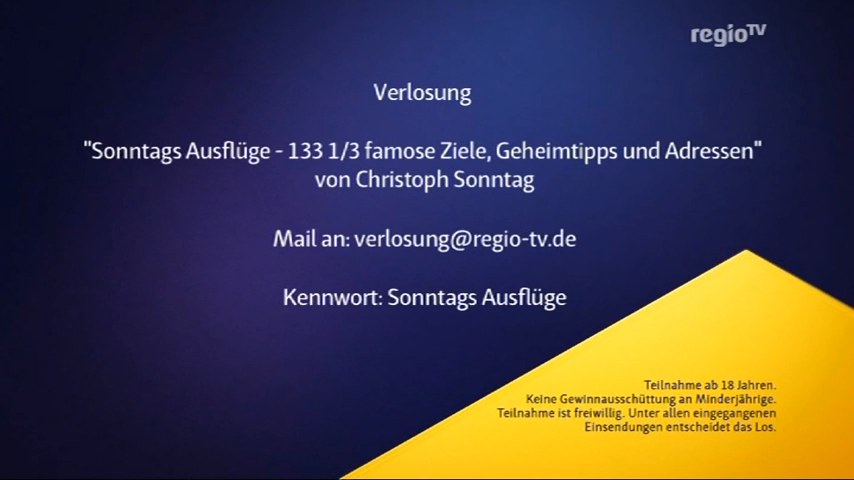 regioTV
Verlosung
"Sonntags Ausflüge - 133 1/3 famose Ziele, Geheimtipps und Adressen"
von Christoph Sonntag
Mail an: verlosung@regio-tv.de
Kennwort: Sonntags Ausflüge
Teilnahme ab 18 Jahren.
Keine Gewinnausschüttung an Minderjährige.
Teilnahme ist freiwillig. Unter allen eingegangenen
Einsendungen entscheidet das Los.